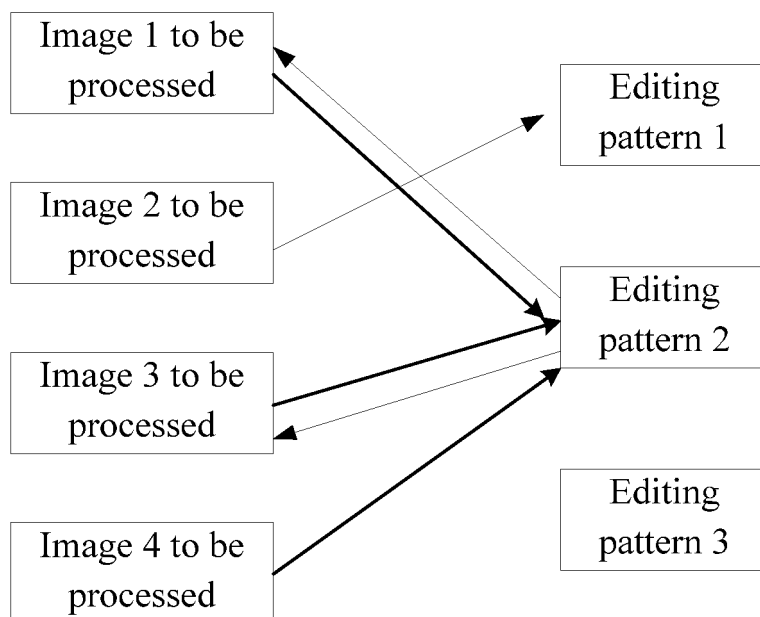 Image 1 to be
processed
Image 2 to be
processed
Image 3 to be
processed
Image 4 to be
processed
Editing
pattern 1
Editing
pattern 2
Editing
pattern 3